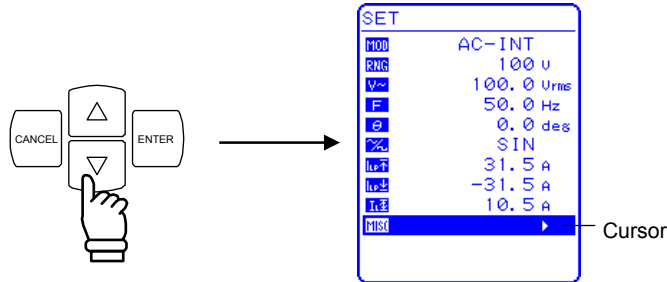 SET
MOD AC-INT
RNG 100 V
V~ 100.0 Vrms
F 50.0 Hz
θ 0.0 deg
SIN
31.5 A
-31.5 A
10.5 A
MISC
CANCEL
ENTER
Cursor